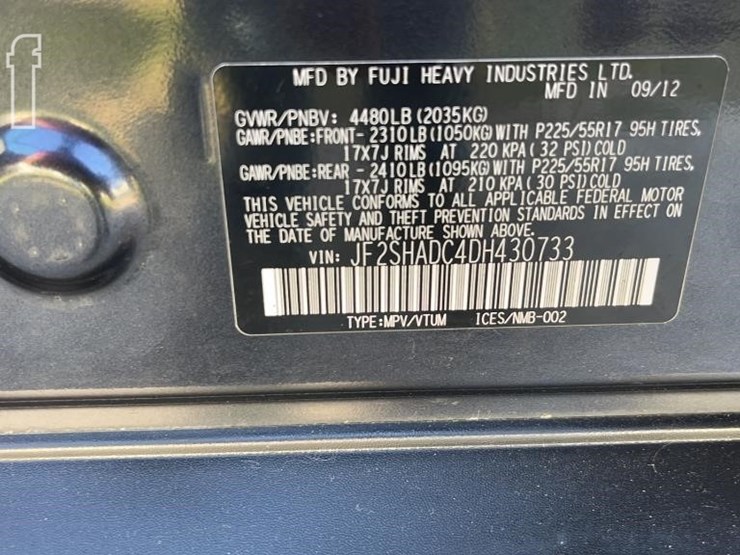 f
MFD BY FUJI HEAVY INDUSTRIES LTD.
MFD IN 09/12
GVWR/PNBV: 4480LB (2035KG)
GAWR/PNBE:FRONT- 2310LB (1050KG) WITH P225/55R17 95H TIRES,
17X7J RIMS AT 220 KPA ( 32 PSI) COLD
GAWR/PNBE:REAR - 2410LB (1095KG) WITH P225/55R17 95H TIRES,
17X7J RIMS AT 210 KPA ( 30 PSI) COLD
THIS VEHICLE CONFORMS TO ALL APPLICABLE FEDERAL MOTOR
VEHICLE SAFETY AND THEFT PREVENTION STANDARDS IN EFFECT ON
THE DATE OF MANUFACTURE SHOWN ABOVE.
VIN: JF2SHADC4DH430733
TYPE:MPV/VTUM ICES/NMB-002